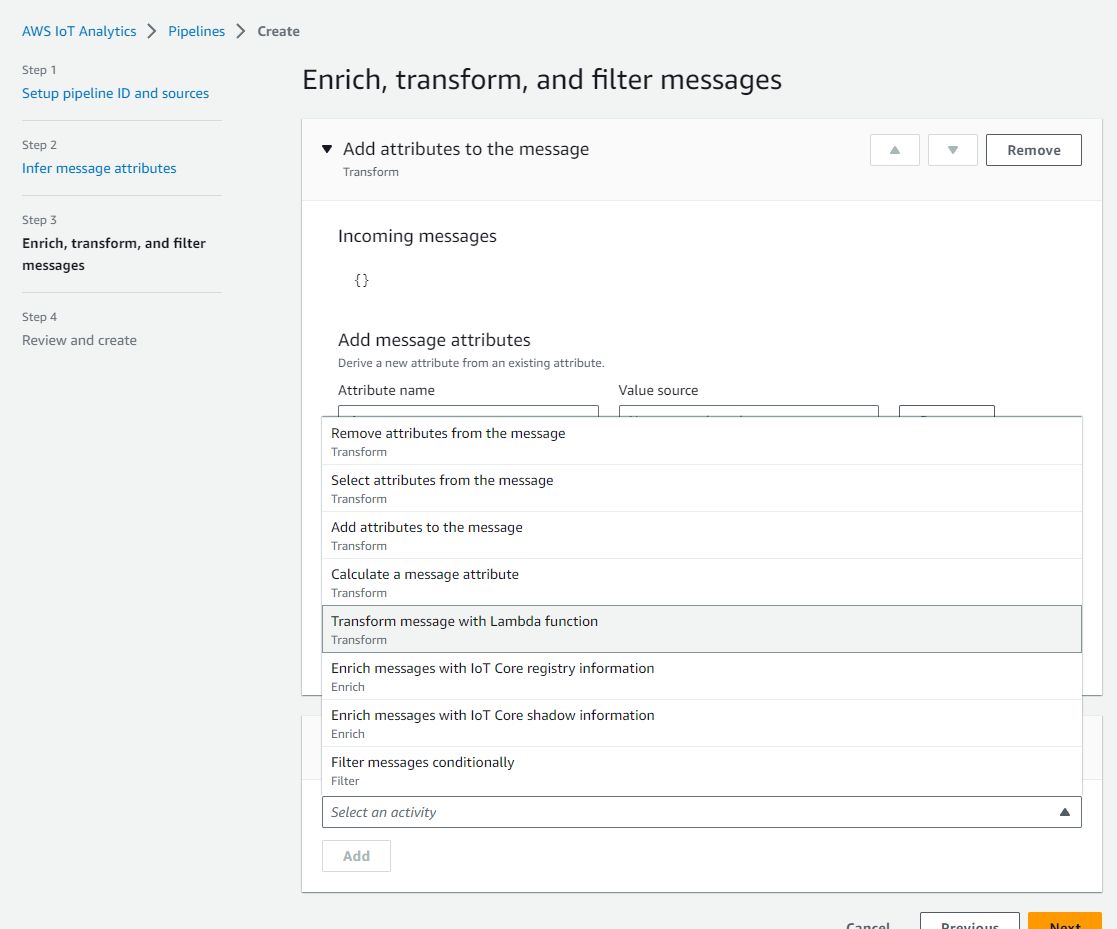 AWS IoT Analytics > Pipelines > Create
Step 1
Setup pipeline ID and sources
Step 2
Infer message attributes
Step 3
Enrich, transform, and filter
messages
Step 4
Review and create
Enrich, transform, and filter messages
Add attributes to the message
Transform
Remove
Incoming messages
{}
Add message attributes
Derive a new attribute from an existing attribute.
Attribute name Value source
Remove attributes from the message
Transform
Select attributes from the message
Transform
Add attributes to the message
Transform
Calculate a message attribute
Transform
Transform message with Lambda function
Transform
Enrich messages with IoT Core registry information
Enrich
Enrich messages with IoT Core shadow information
Enrich
Filter messages conditionally
Filter
Select an activity
Add
Cancel Previous Next